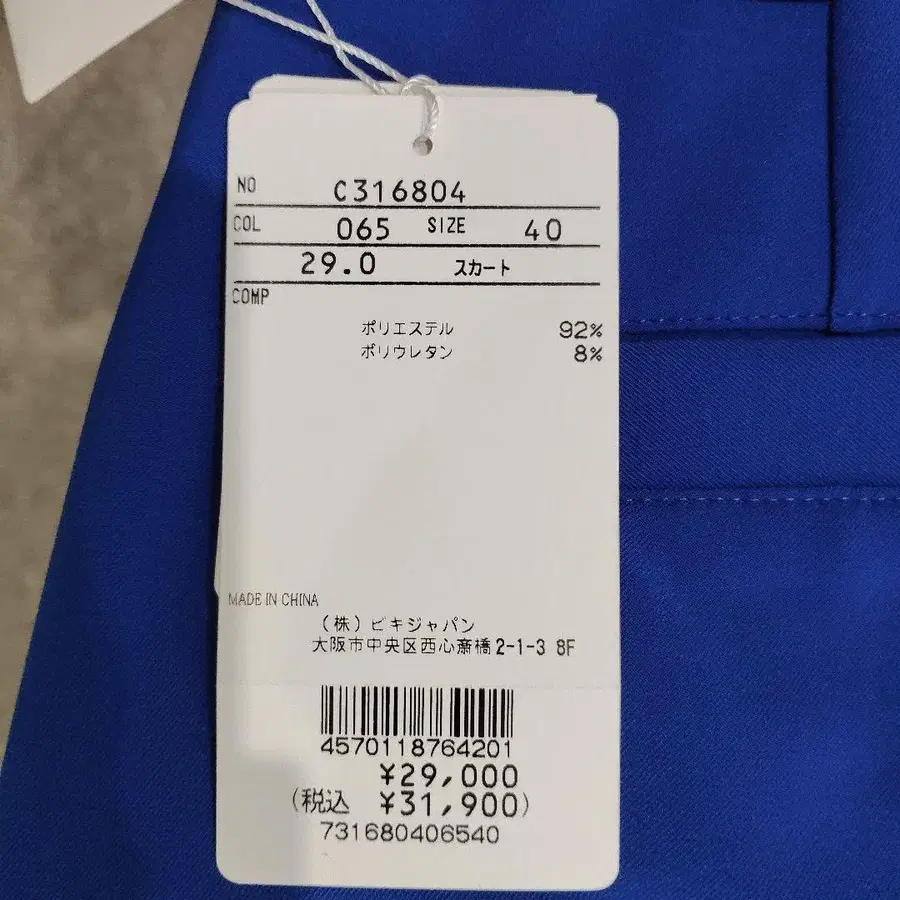 NO C316804
COL 065 SIZE 40
29.0 スカート
COMP
ポリエステル 92%
ポリウレタン 8%
MADE IN CHINA
(株)ビキジャパン
大阪市中央区西心斎橋2-1-3 8F
4570118764201
¥29,000
(税込 ¥31,900)
731680406540